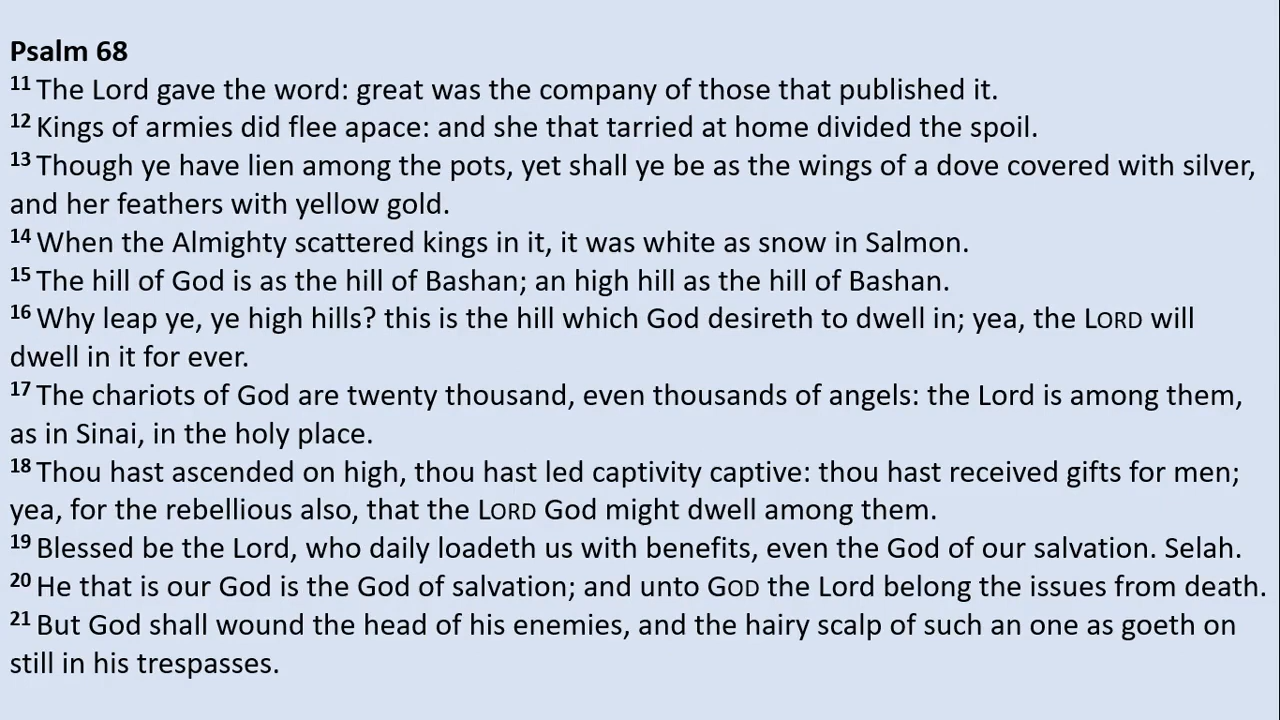 Psalm 68
11 The Lord gave the word: great was the company of those that published it.
12 Kings of armies did flee apace: and she that tarried at home divided the spoil.
13 Though ye have lien among the pots, yet shall ye be as the wings of a dove covered with silver,
and her feathers with yellow gold.
14 When the Almighty scattered kings in it, it was white as snow in Salmon.
15 The hill of God is as the hill of Bashan; an high hill as the hill of Bashan.
16 Why leap ye, ye high hills? this is the hill which God desireth to dwell in; yea, the LORD will
dwell in it for ever.
17 The chariots of God are twenty thousand, even thousands of angels: the Lord is among them,
as in Sinai, in the holy place.
18 Thou hast ascended on high, thou hast led captivity captive: thou hast received gifts for men;
yea, for the rebellious also, that the LORD God might dwell among them.
19 Blessed be the Lord, who daily loadeth us with benefits, even the God of our salvation. Selah.
20 He that is our God is the God of salvation; and unto GOD the Lord belong the issues from death.
21 But God shall wound the head of his enemies, and the hairy scalp of such an one as goeth on
still in his trespasses.